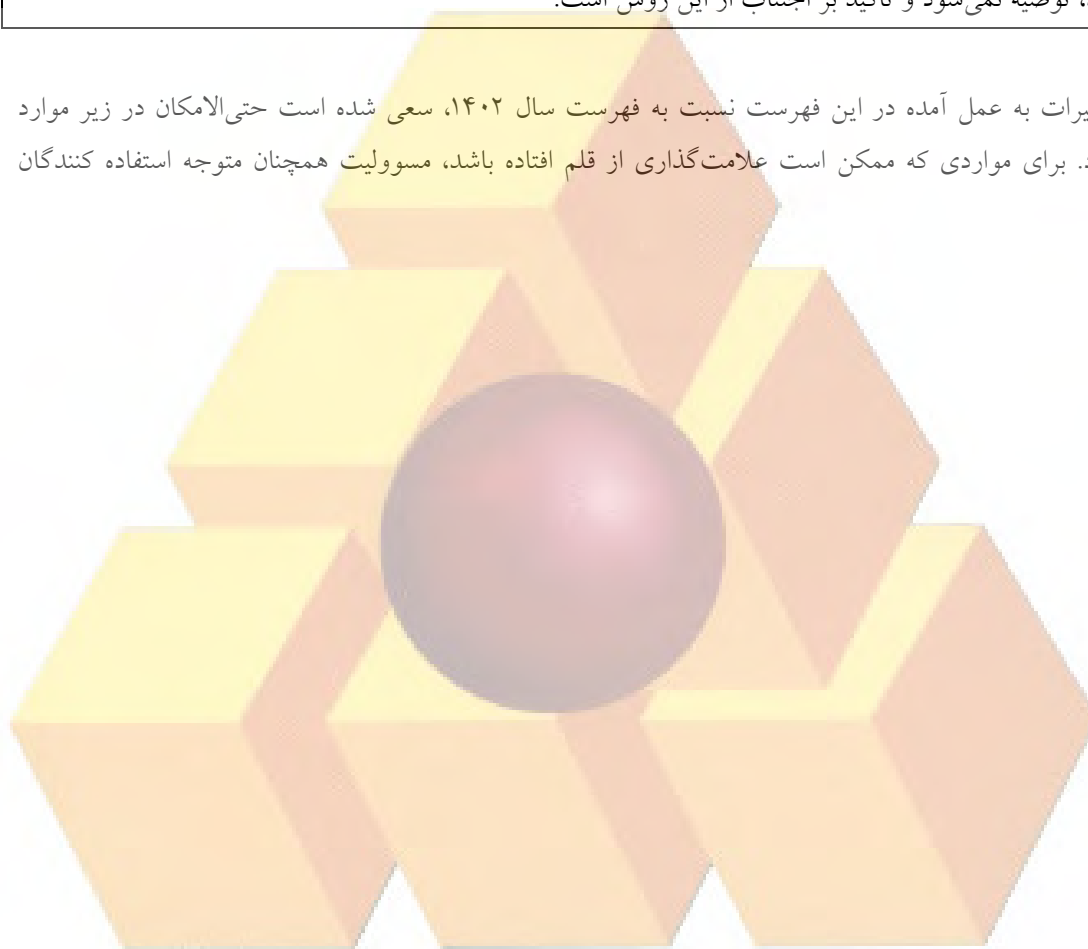 ، توصیه نمی‌شود و تاکید بر اجتناب از این روش است.
یرات به عمل آمده در این فهرست نسبت به فهرست سال ۱۴۰۲، سعی شده است حتی‌الامکان در زیر موارد
د. برای مواردی که ممکن است علامت‌گذاری از قلم افتاده باشد، مسوولیت همچنان متوجه استفاده کنندگان